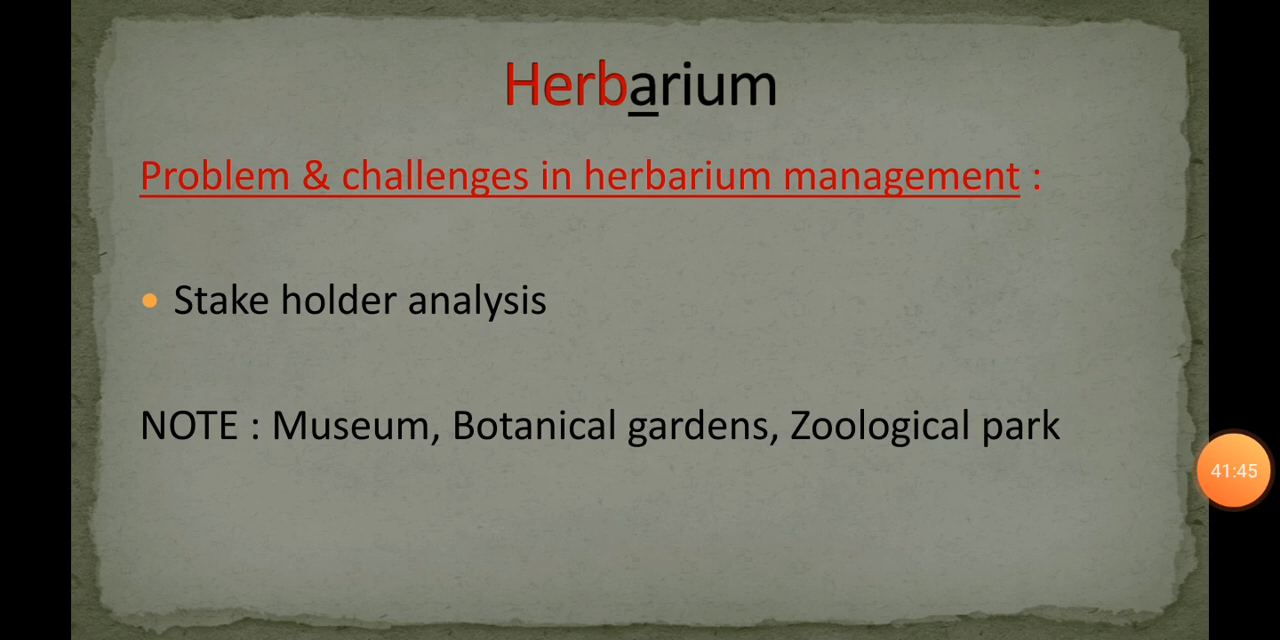 Herbarium
Problem & challenges in herbarium management :
• Stake holder analysis
NOTE : Museum, Botanical gardens, Zoological park
41:45